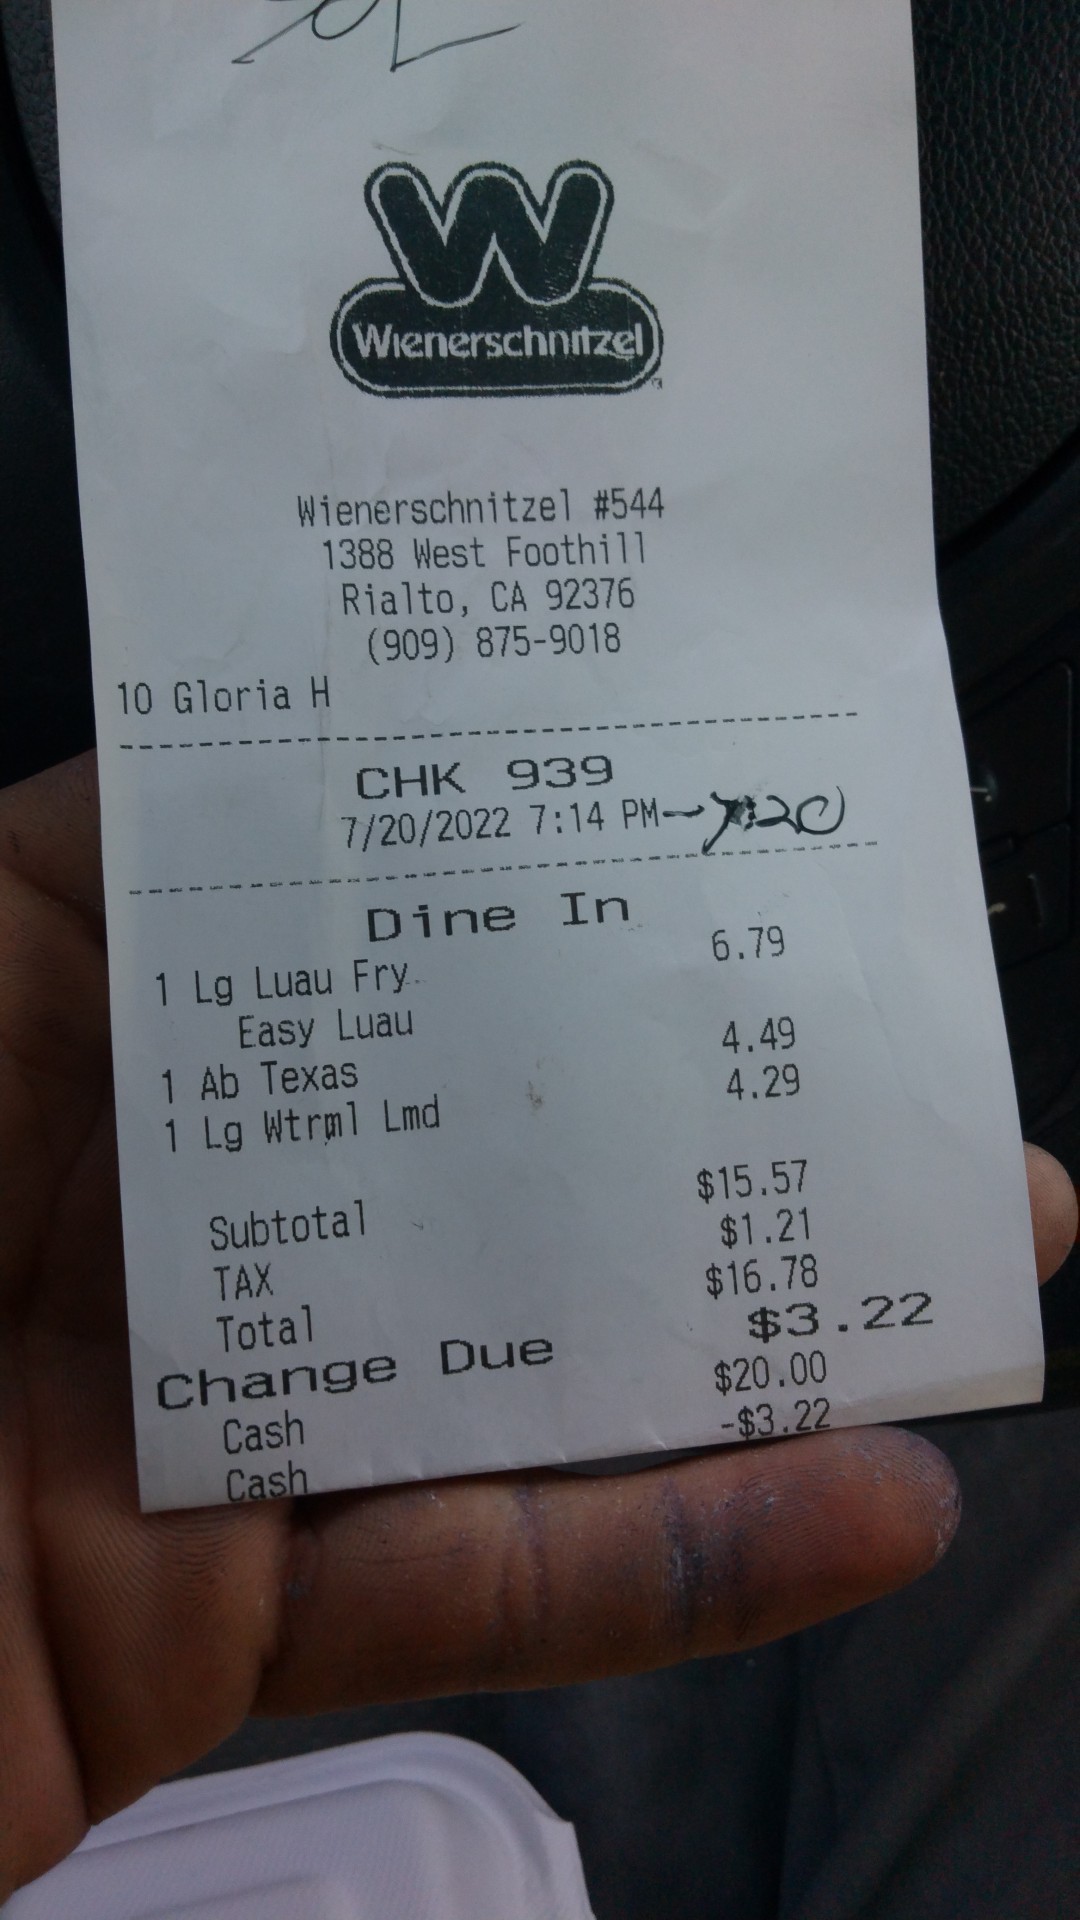 W
Wienerschnitzel
Wienerschnitzel #544
1388 West Foothill
Rialto, CA 92376
(909) 875-9018
10 Gloria H
CHK 939
7/20/2022 7:14 PM 7:20
Dine In
1 Lg Luau Fry 6.79
Easy Luau
1 Ab Texas 4.49
1 Lg Wtrml Lmd 4.29
Subtotal $15.57
TAX $1.21
Total $16.78
Change Due $3.22
Cash $20.00
Cash -$3.22